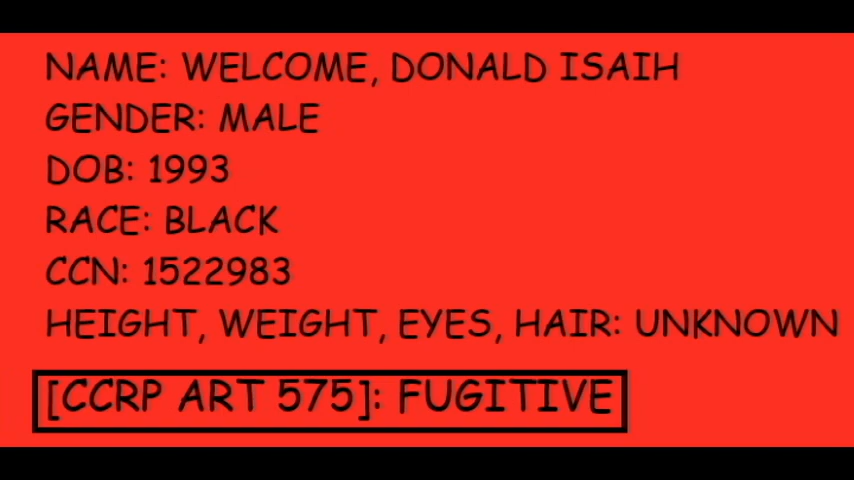 NAME: WELCOME, DONALD ISAIH
GENDER: MALE
DOB: 1993
RACE: BLACK
CCN: 1522983
HEIGHT, WEIGHT, EYES, HAIR: UNKNOWN
[CCRP ART 575]: FUGITIVE